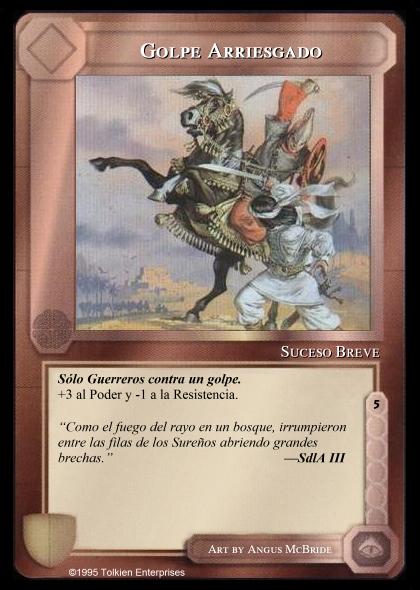 Golpe Arriesgado
Suceso Breve
Sólo Guerreros contra un golpe.
+3 al Poder y -1 a la Resistencia.
5
“Como el fuego del rayo en un bosque, irrumpieron
entre las filas de los Sureños abriendo grandes
brechas.” —SdlA III
Art by Angus McBride
©1995 Tolkien Enterprises